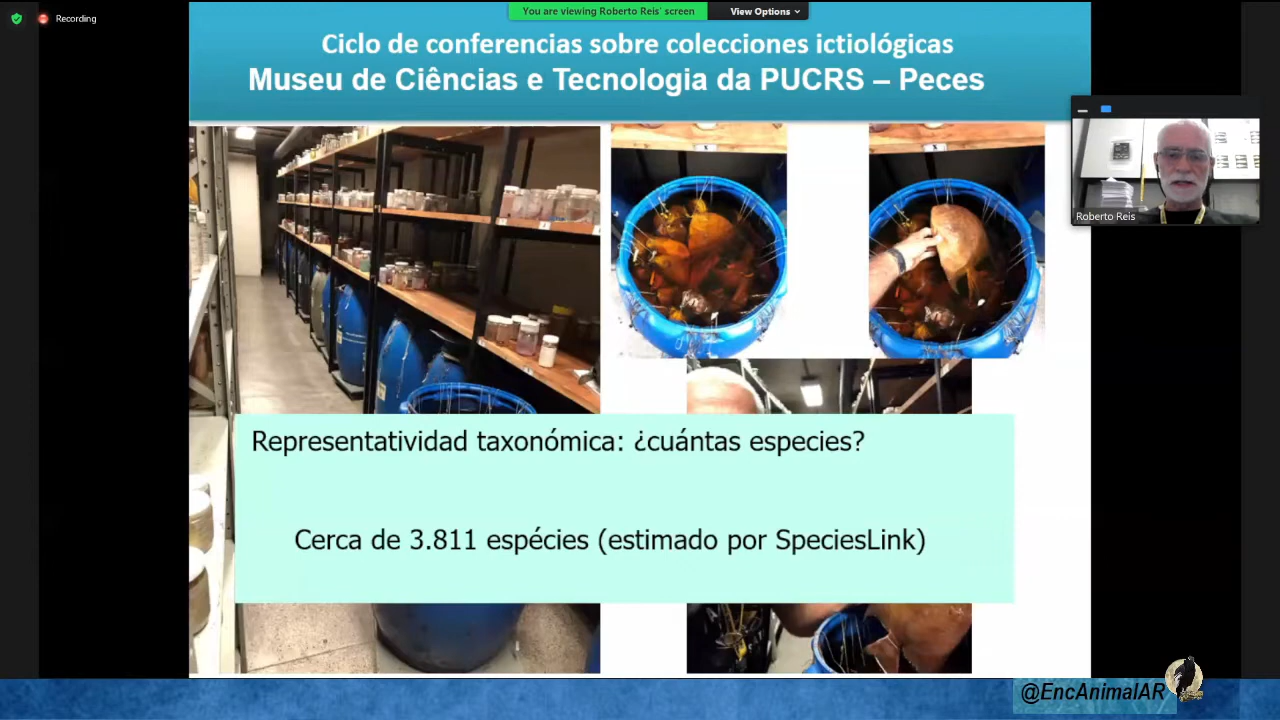 Recording
You are viewing Roberto Reis' screen
View Options
Ciclo de conferencias sobre colecciones ictiológicas
Museu de Ciências e Tecnologia da PUCRS – Peces
Roberto Reis
Representatividad taxonómica: ¿cuántas especies?
Cerca de 3.811 espécies (estimado por SpeciesLink)
@EncAnimalAR